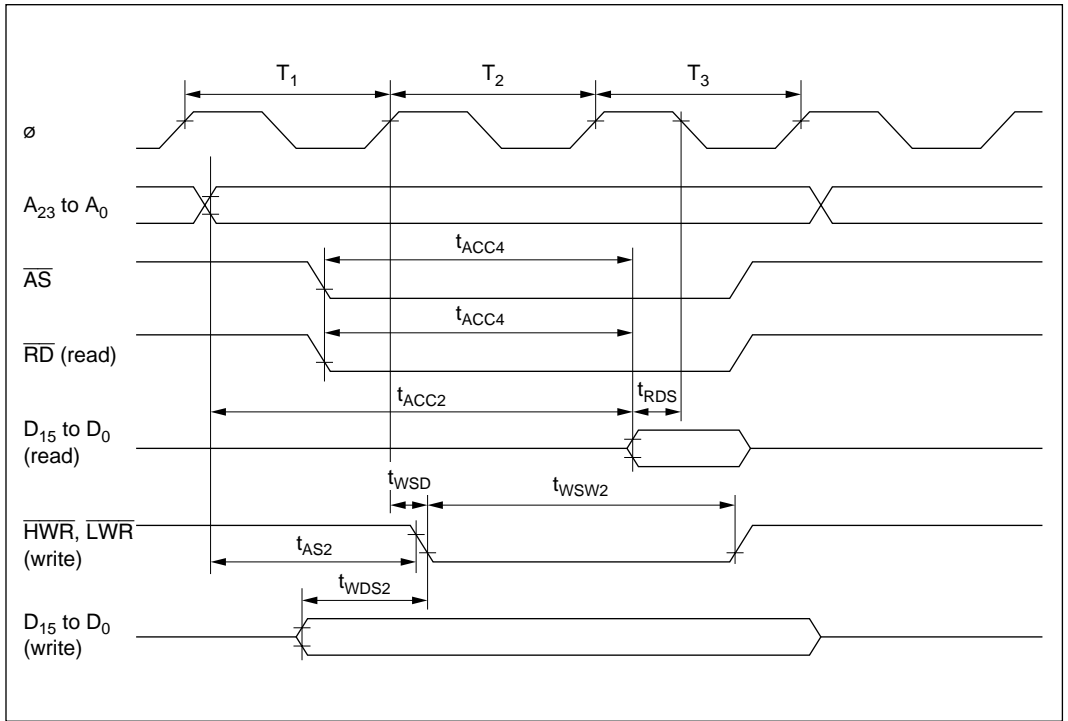 T1 T2 T3
ø
A23 to A0
tACC4
AS
tACC4
RD (read)
tACC2 tRDS
D15 to D0
(read)
tWSD tWSW2
HWR, LWR
(write)
tAS2
tWDS2
D15 to D0
(write)